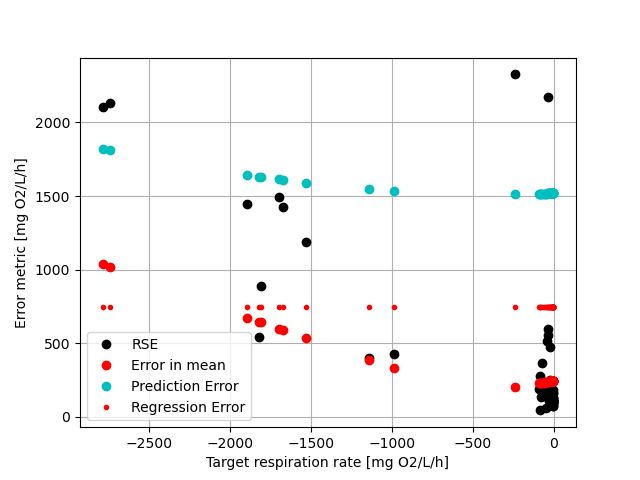 2000
1500
1000
500
0
Error metric [mg O2/L/h]
RSE
Error in mean
Prediction Error
Regression Error
−2500 −2000 −1500 −1000 −500 0
Target respiration rate [mg O2/L/h]